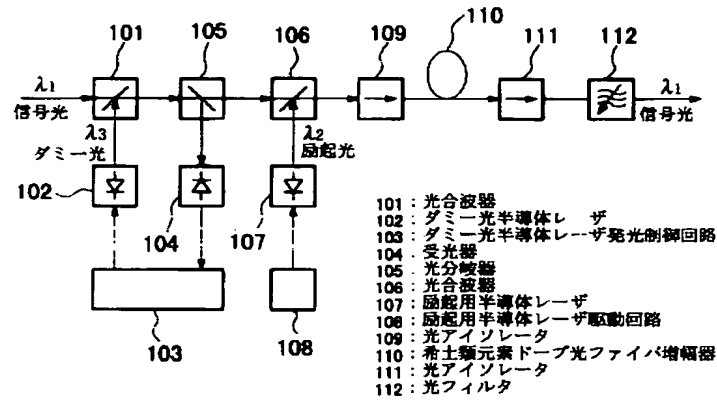 101
105
106
109
110
111
112
λ1
信号光
λ3
ダミー光
λ2
励起光
λ1
信号光
102
104
107
103
108
101：光合波器
102：ダミー光半導体レーザ
103：ダミー光半導体レーザ発光制御回路
104：受光器
105：光分岐器
106：光合波器
107：励起用半導体レーザ
108：励起用半導体レーザ駆動回路
109：光アイソレータ
110：希土類元素ドープ光ファイバ増幅器
111：光アイソレータ
112：光フィルタ